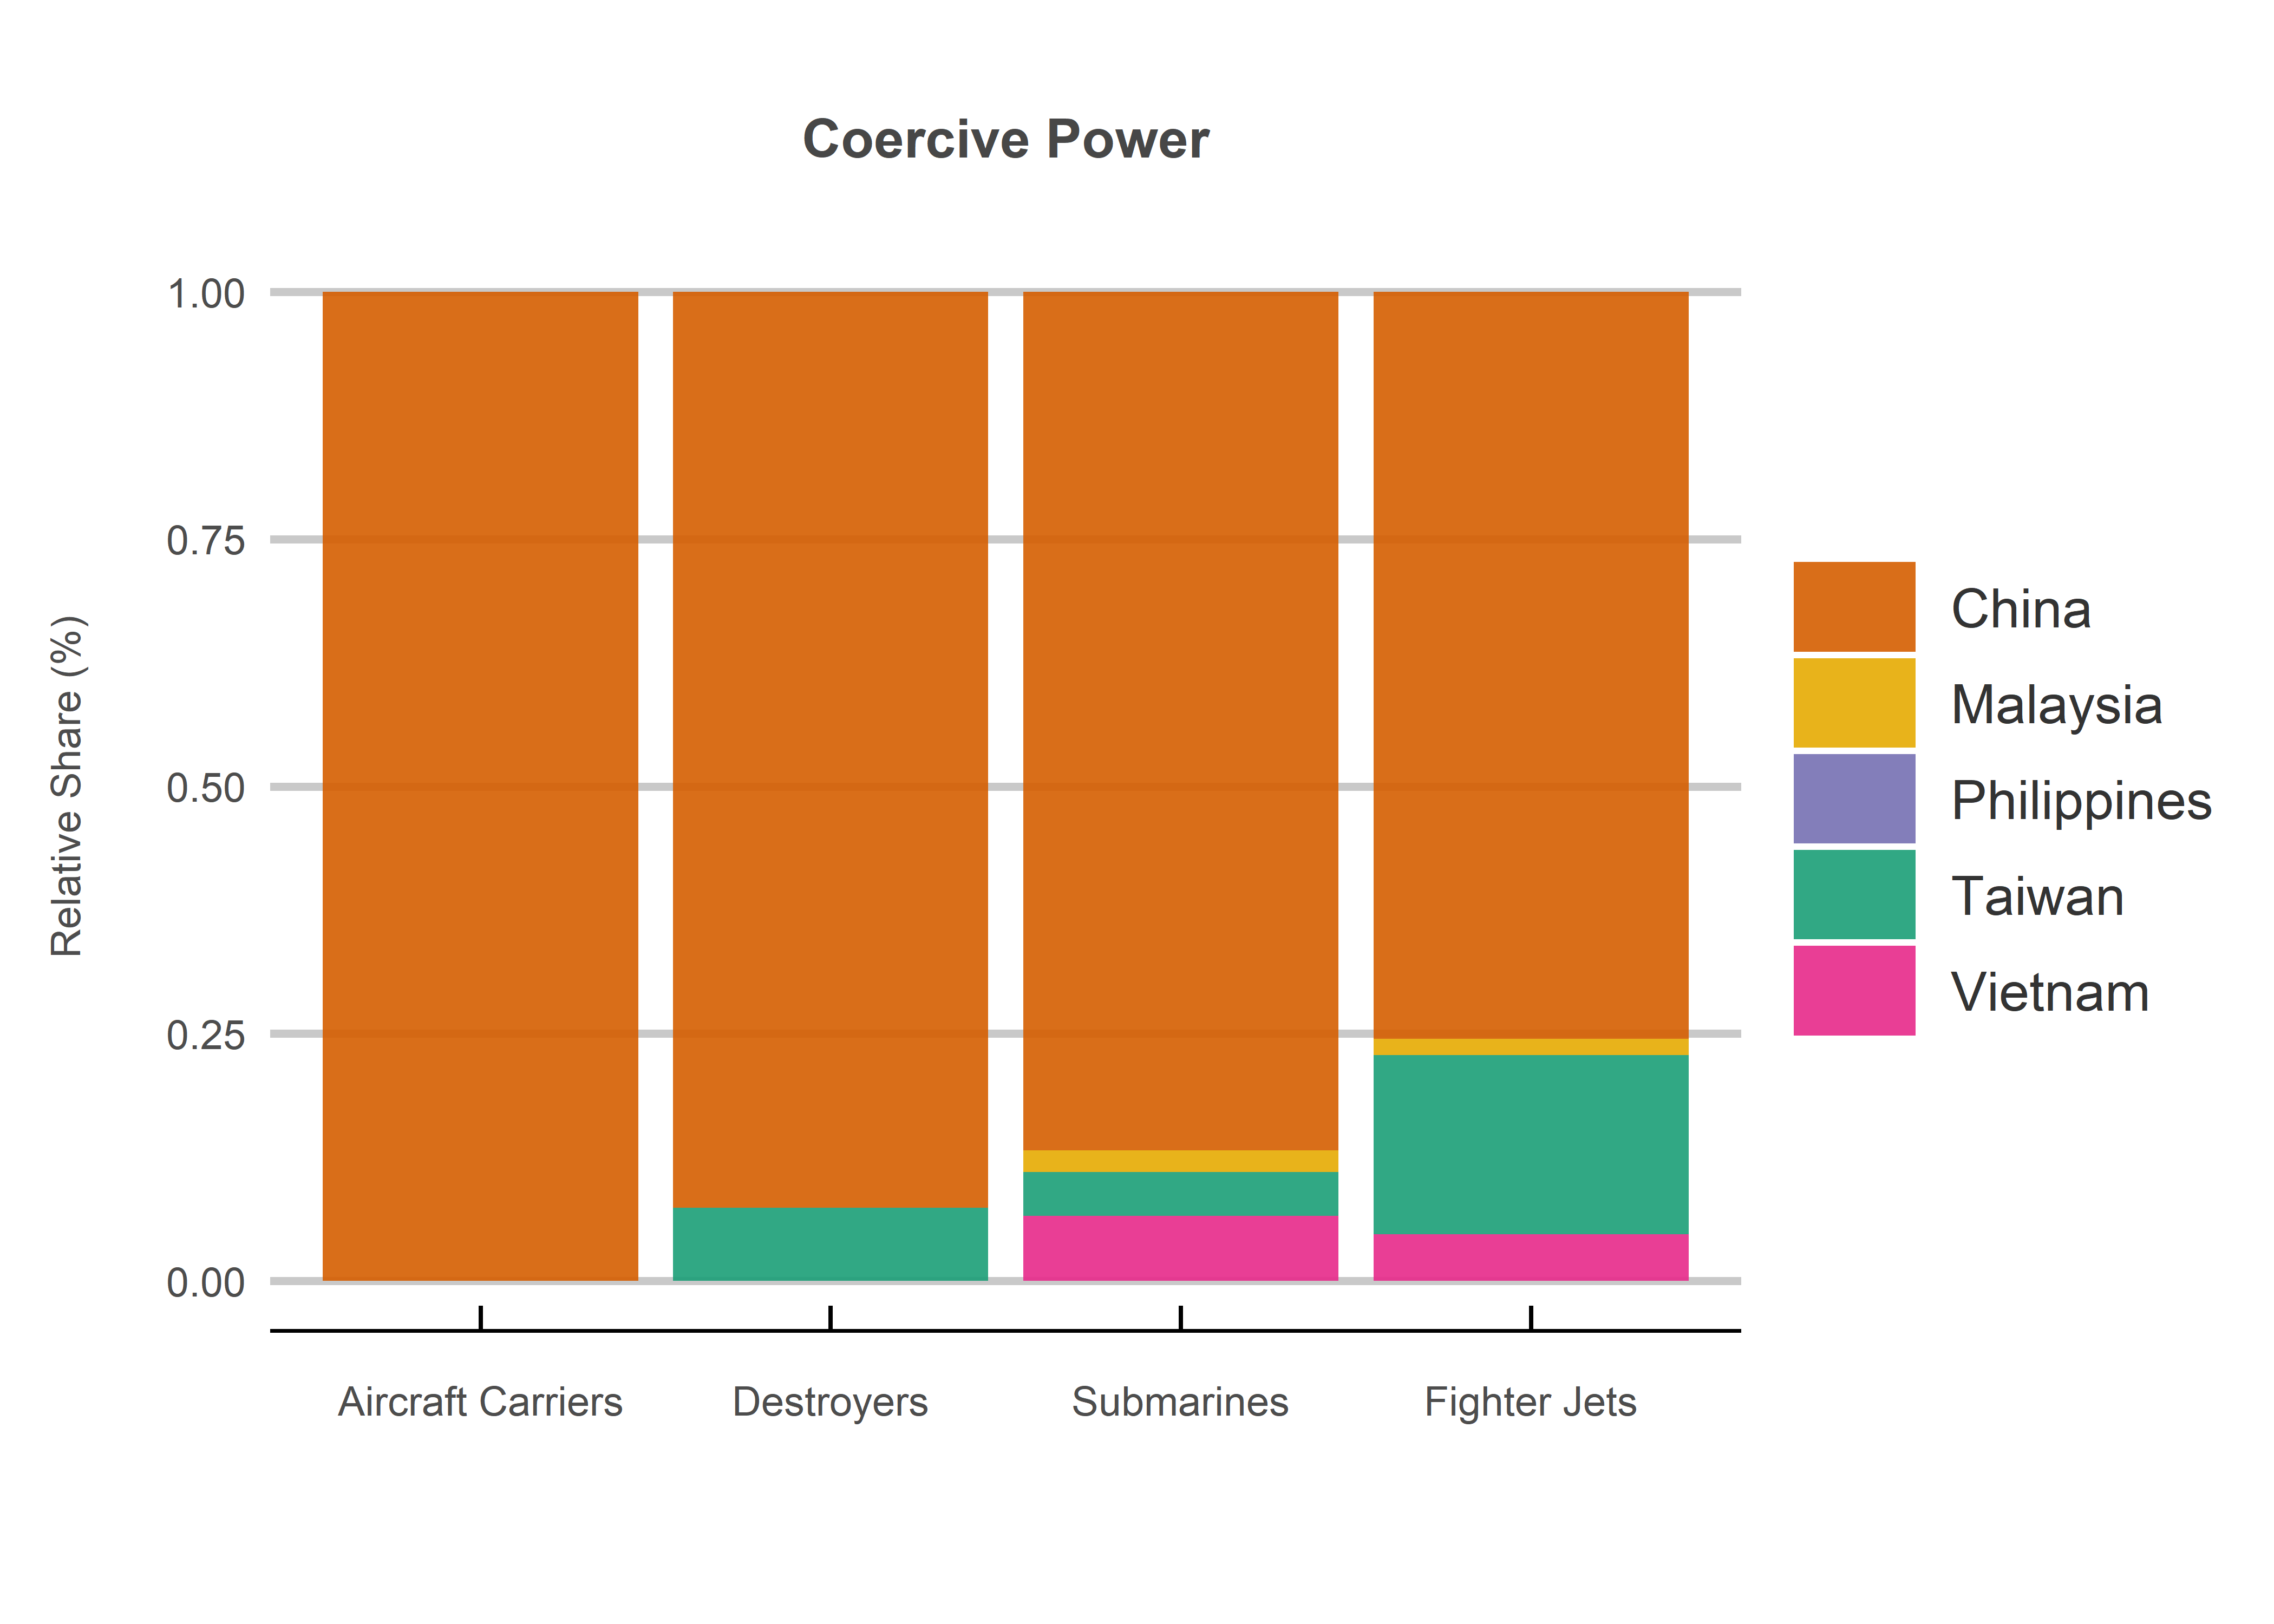 Coercive Power
Relative Share (%)
1.00
0.75
0.50
0.25
0.00
Aircraft Carriers
Destroyers
Submarines
Fighter Jets
China
Malaysia
Philippines
Taiwan
Vietnam